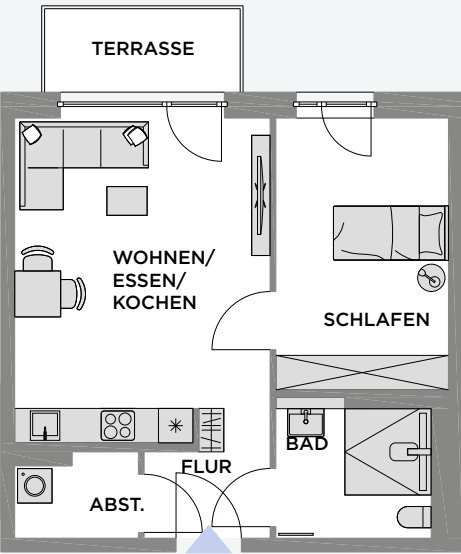 TERRASSE
WOHNEN/
ESSEN/
KOCHEN
SCHLAFEN
BAD
FLUR
ABST.